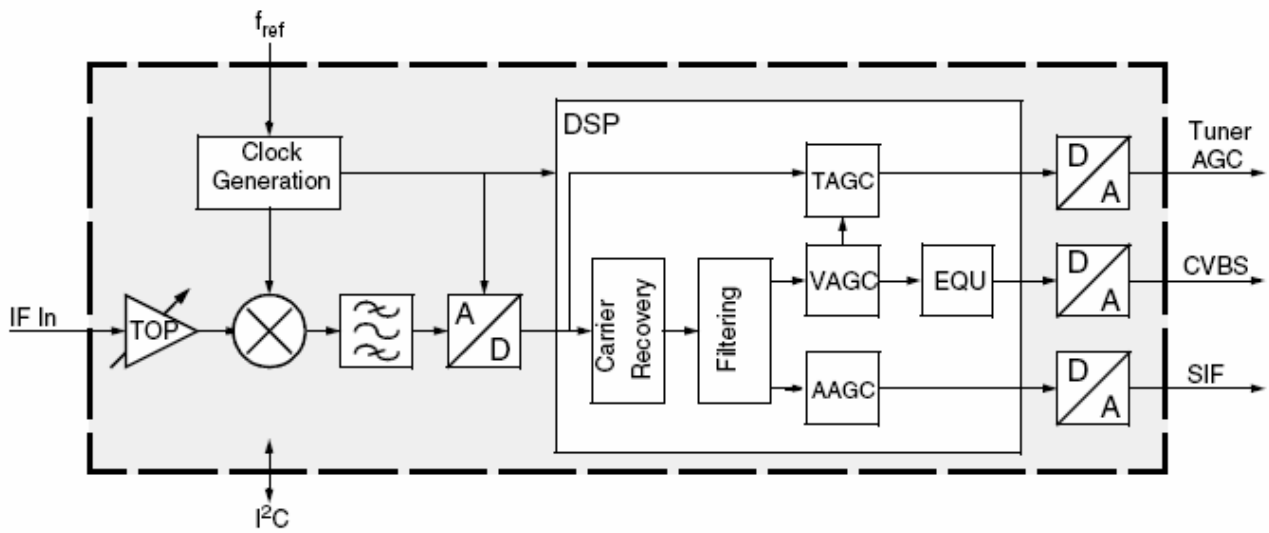 f_ref
Clock
Generation
DSP
TAGC
D
A
Tuner
AGC
IF In
TOP
A
D
Carrier
Recovery
Filtering
VAGC
EQU
D
A
CVBS
AAGC
D
A
SIF
I²C